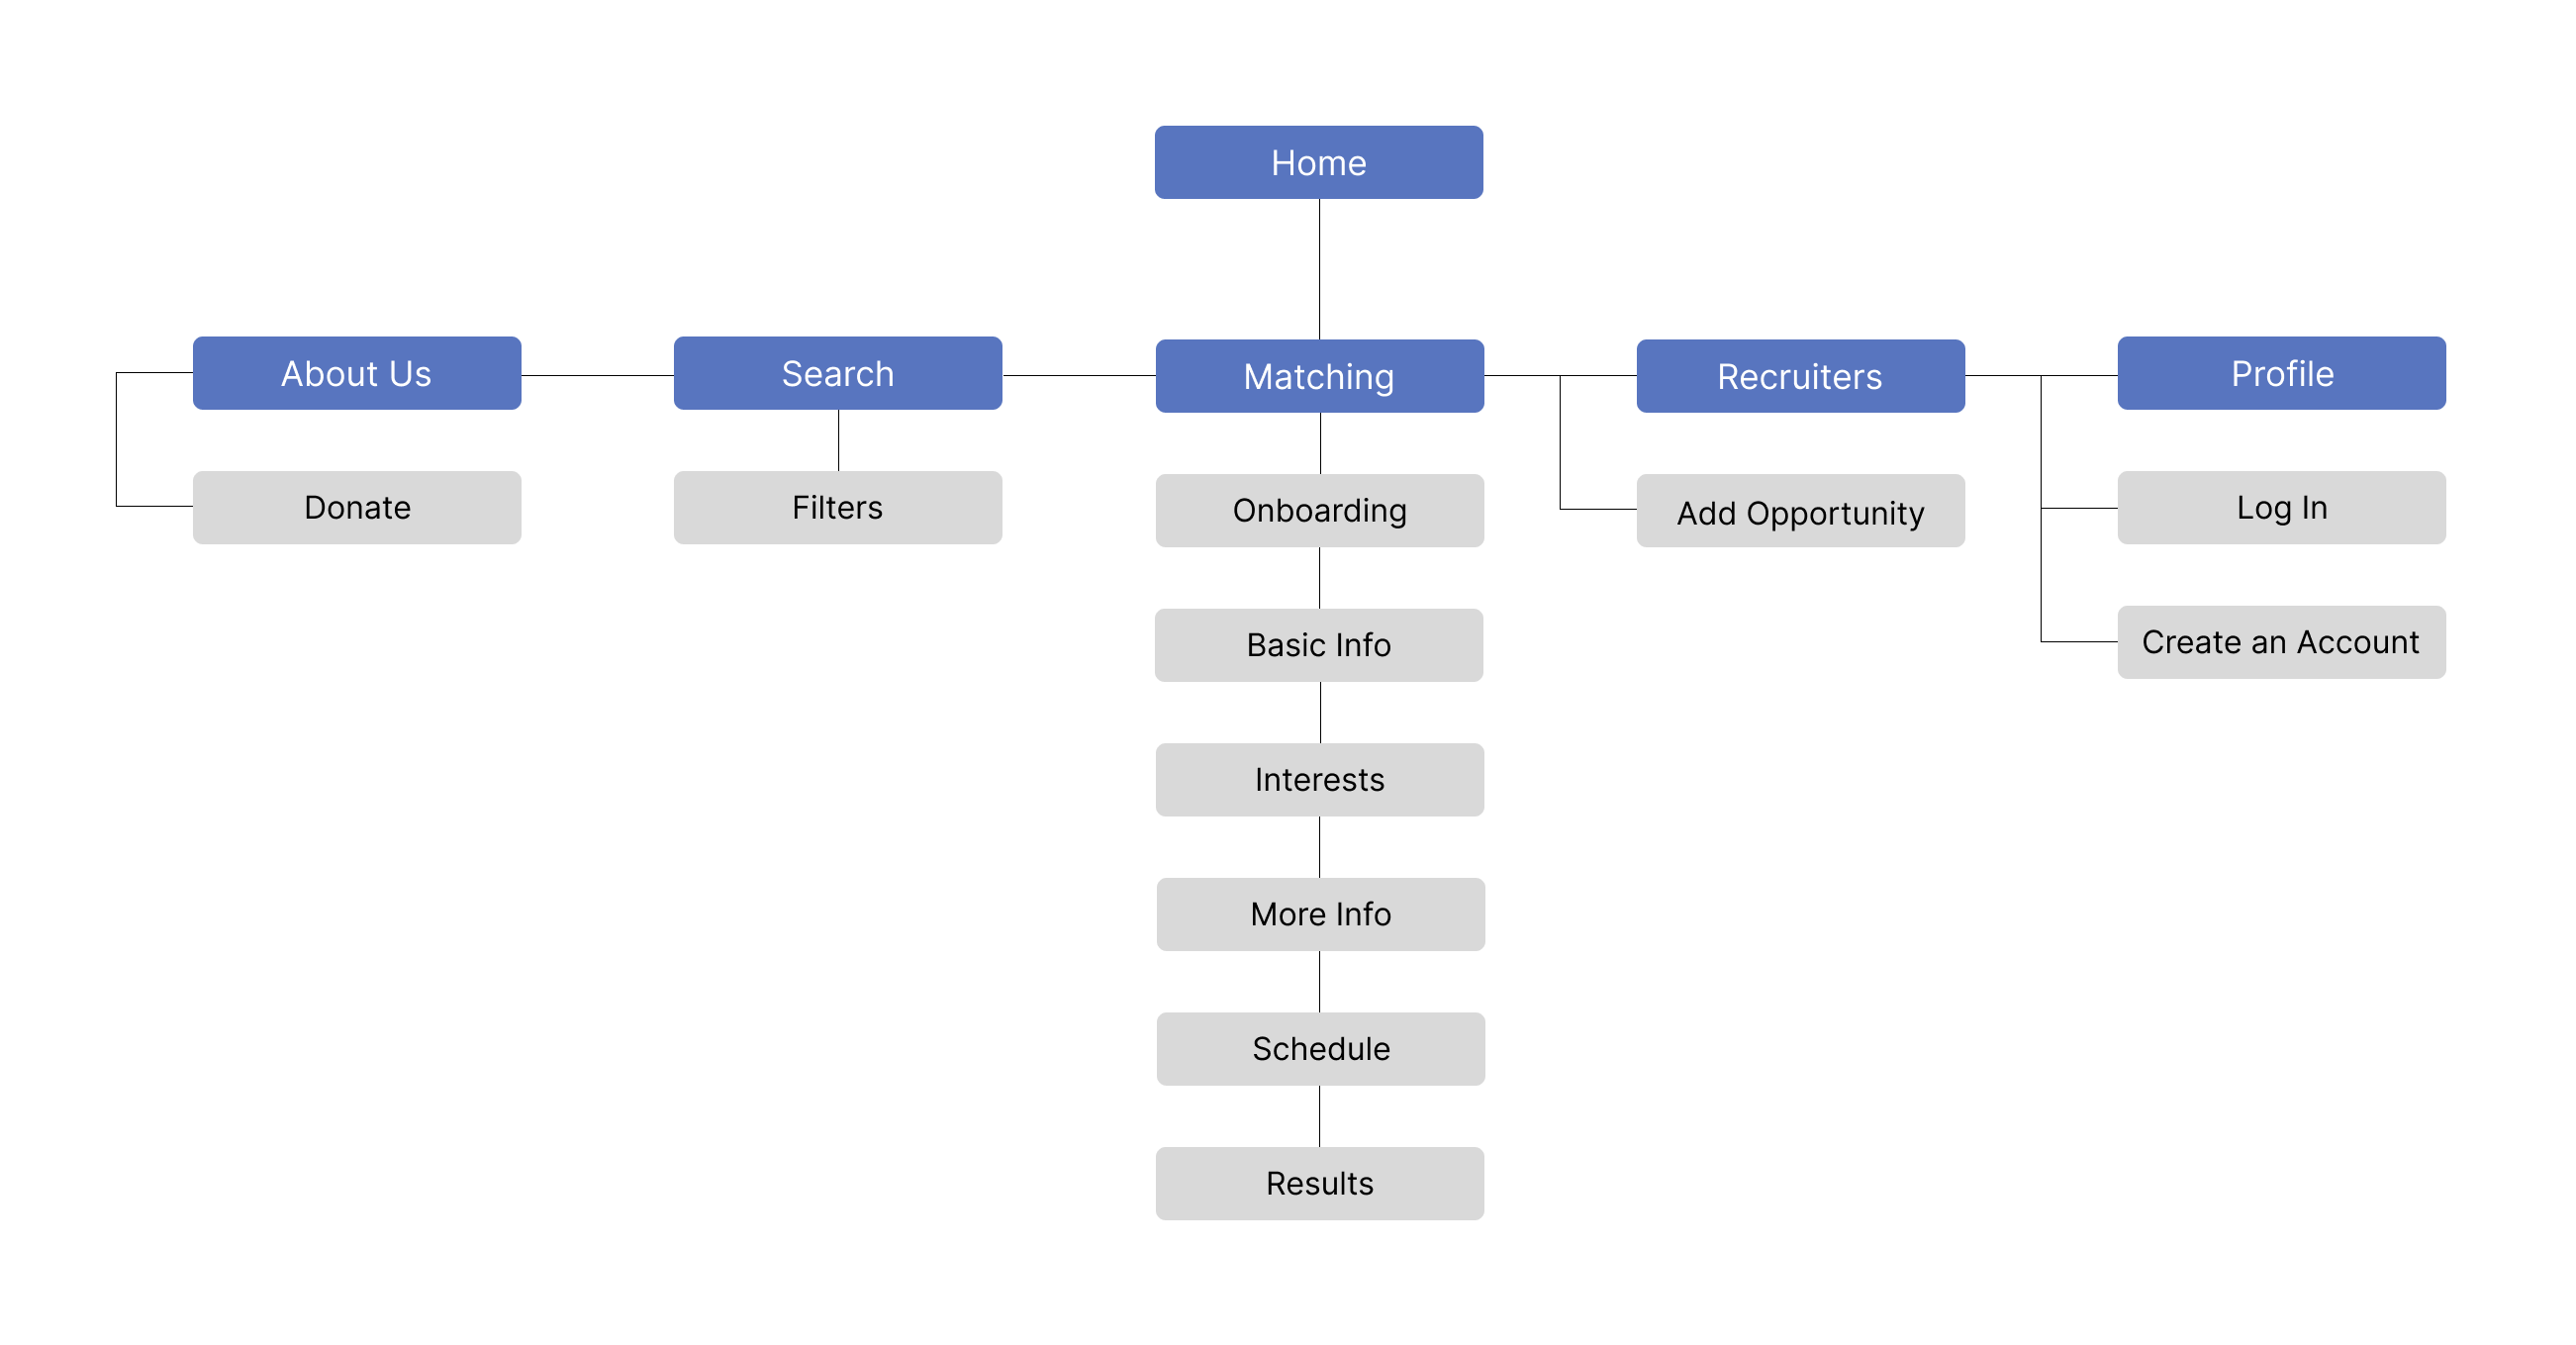 Home
About Us
Search
Matching
Recruiters
Profile
Donate
Filters
Onboarding
Add Opportunity
Log In
Basic Info
Create an Account
Interests
More Info
Schedule
Results